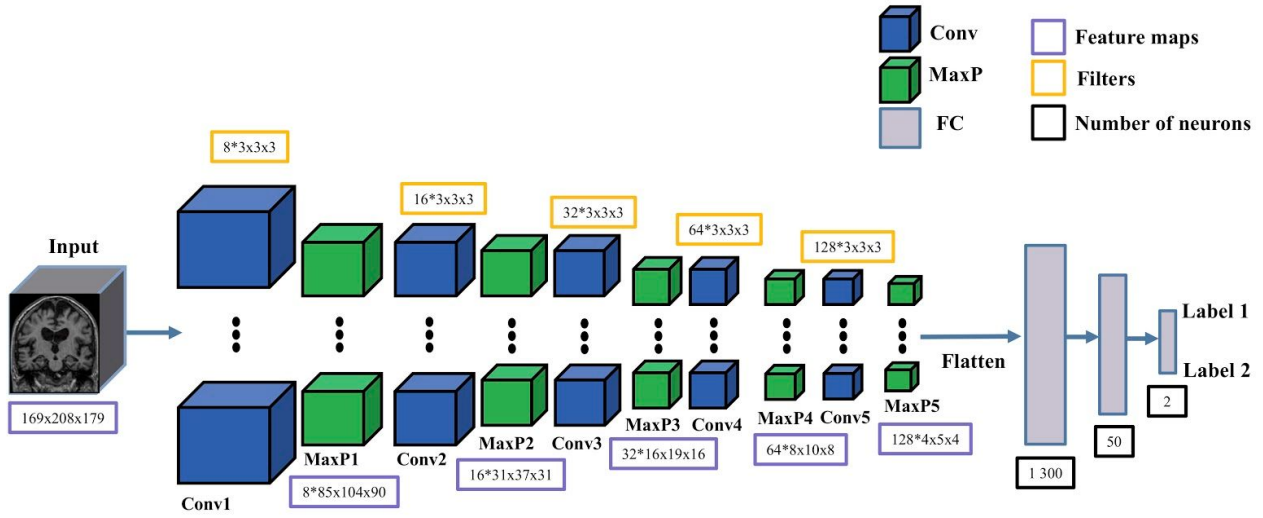 Conv
Feature maps
MaxP
Filters
FC
Number of neurons
8*3x3x3
16*3x3x3
32*3x3x3
64*3x3x3
128*3x3x3
Input
Label 1
Flatten
Label 2
169x208x179
2
MaxP1
Conv2
MaxP2
Conv3
MaxP3
Conv4
MaxP4
Conv5
MaxP5
50
Conv1
8*85x104x90
16*31x37x31
32*16x19x16
64*8x10x8
128*4x5x4
1 300